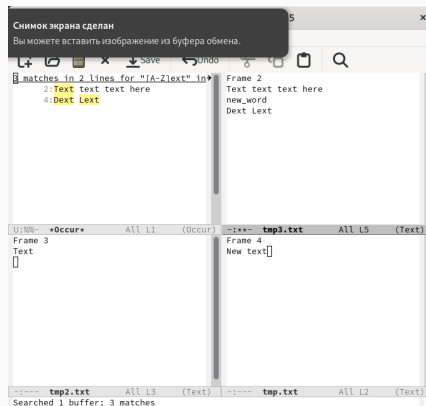 Снимок экрана сделан
Вы можете вставить изображение из буфера обмена.
5
×
Save
Undo
3 matches in 2 lines for "[A-Z]ext" in
2:Text text text here
4:Dext Lext
U:%%- *Occur* All L1 (Occur)
Frame 2
Text text text here
new_word
Dext Lext
-:**- tmp3.txt All L5 (Text)
Frame 3
Text
-:--- tmp2.txt All L3 (Text)
Frame 4
New text
-:--- tmp.txt All L2 (Text)
Searched 1 buffer; 3 matches